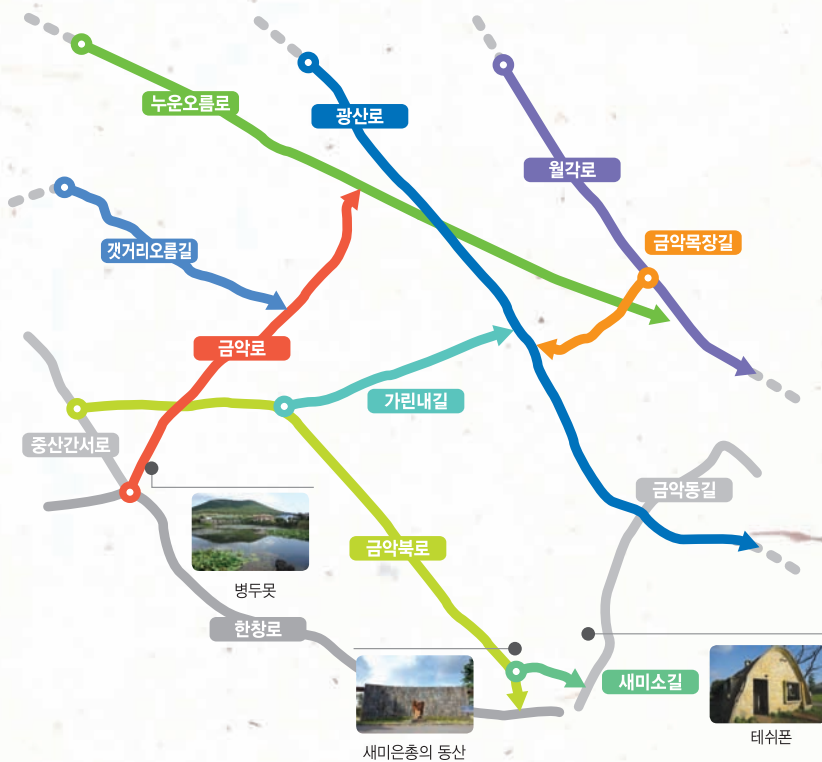 누운오름로
광산로
월각로
갯거리오름길
금악목장길
금악로
가린내길
중산간서로
금악동길
금악북로
병두못
한창로
새미소길
새미은총의 동산
테쉬폰